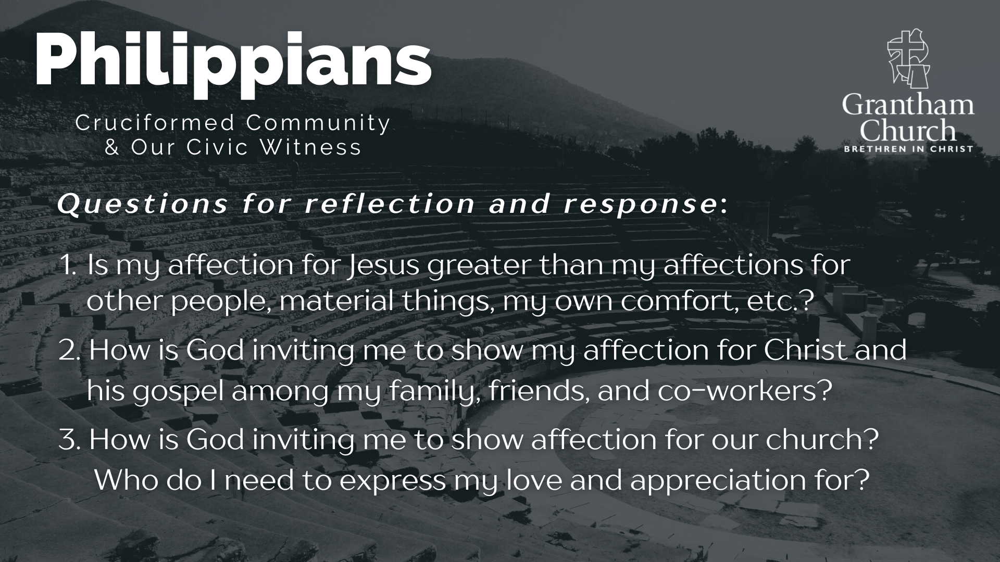 Philippians
Cruciformed Community
& Our Civic Witness
Grantham
Church
BRETHREN IN CHRIST
Questions for reflection and response:
1. Is my affection for Jesus greater than my affections for
other people, material things, my own comfort, etc.?
2. How is God inviting me to show my affection for Christ and
his gospel among my family, friends, and co-workers?
3. How is God inviting me to show affection for our church?
Who do I need to express my love and appreciation for?